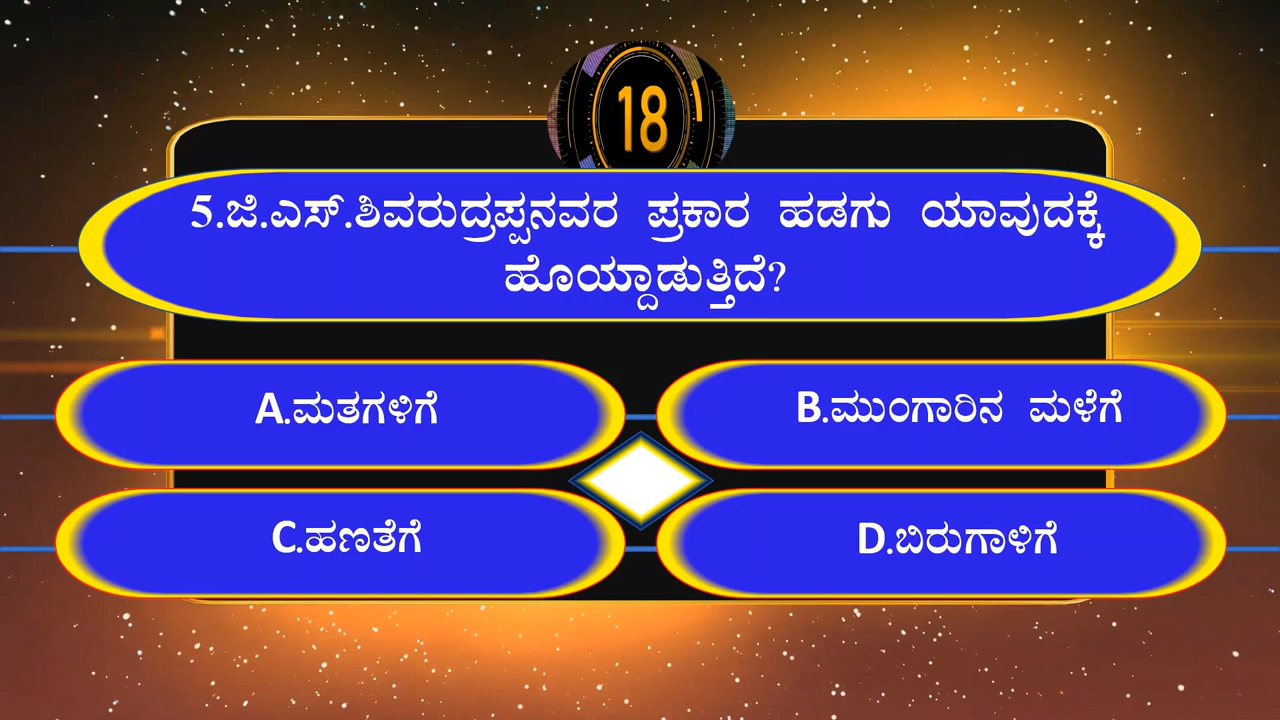 18
5.ಜಿ.ಎಸ್.ಶಿವರುದ್ರಪ್ಪನವರ ಪ್ರಕಾರ ಹಡಗು ಯಾವುದಕ್ಕೆ
ಹೊಯ್ದಾಡುತ್ತಿದೆ?
A.ಮತಗಳಿಗೆ
B.ಮುಂಗಾರಿನ ಮಳೆಗೆ
C.ಹಣತೆಗೆ
D.ಬಿರುಗಾಳಿಗೆ